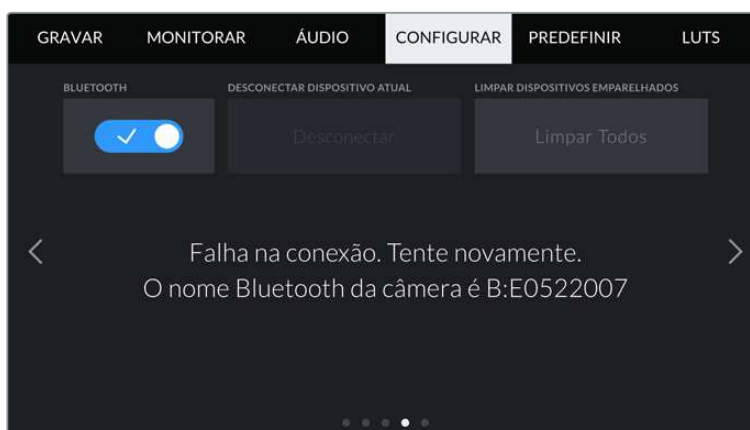 GRAVAR MONITORAR ÁUDIO CONFIGURAR PREDEFINIR LUTS
BLUETOOTH DESCONECTAR DISPOSITIVO ATUAL LIMPAR DISPOSITIVOS EMPARELHADOS
Desconectar Limpar Todos
Falha na conexão. Tente novamente.
O nome Bluetooth da câmera é B:E0522007